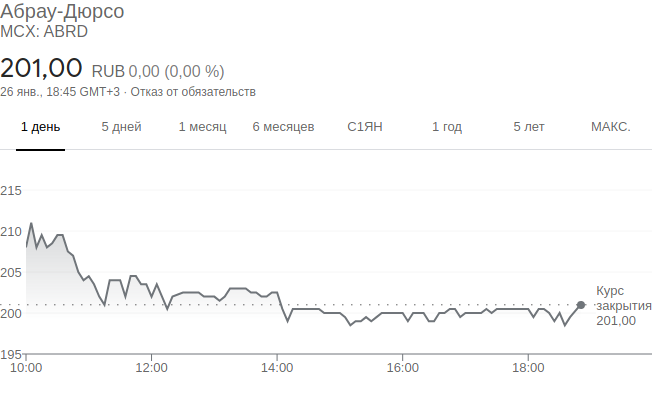 Абрау-Дюрсо
MCX: ABRD
201,00 RUB 0,00 (0,00 %)
26 янв., 18:45 GMT+3 · Отказ от обязательств
1 день 5 дней 1 месяц 6 месяцев С1ЯН 1 год 5 лет МАКС.
215
210
205
200
195
Курс
закрытия
201,00
10:00 12:00 14:00 16:00 18:00